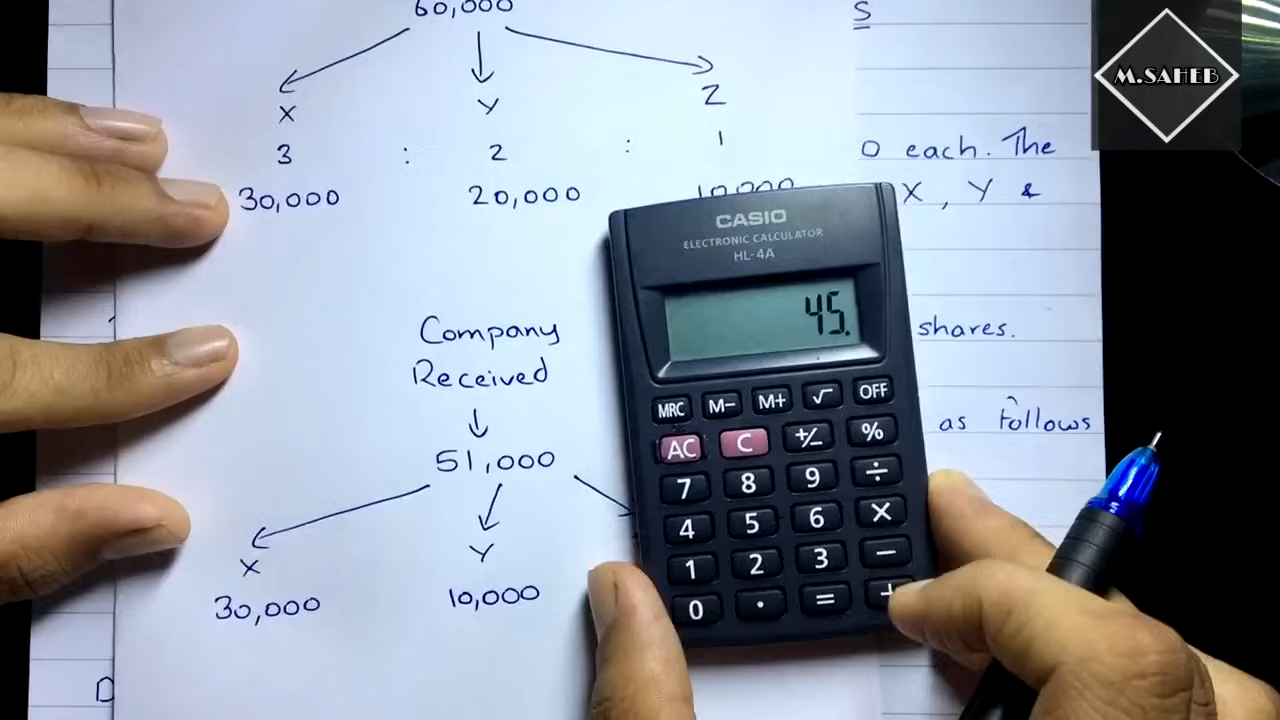 60,000
S
M.SAHEB
X Y Z
3 : 2 : 1
O each. The
30,000 20,000 10,000
X, Y &
CASIO
ELECTRONIC CALCULATOR
HL-4A
45.
Company
Received
shares.
as Follows
51,000
X Y
30,000 10,000
MRC M− M+ √ OFF
AC C +/− %
7 8 9 ÷
4 5 6 ×
1 2 3 −
0 . = +
D